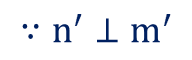 ∵ n′ ⊥ m′